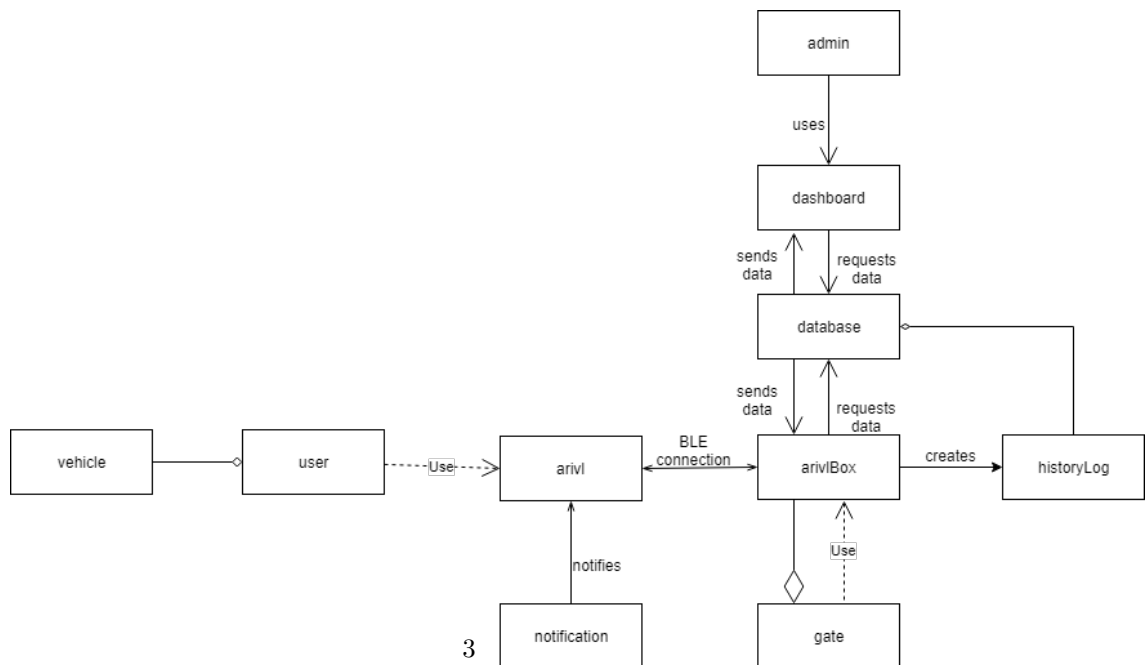 admin
uses
dashboard
sends
data
requests
data
database
sends
data
requests
data
vehicle
user
Use
arivl
BLE
connection
arivlBox
creates
historyLog
notifies
Use
notification
gate
3